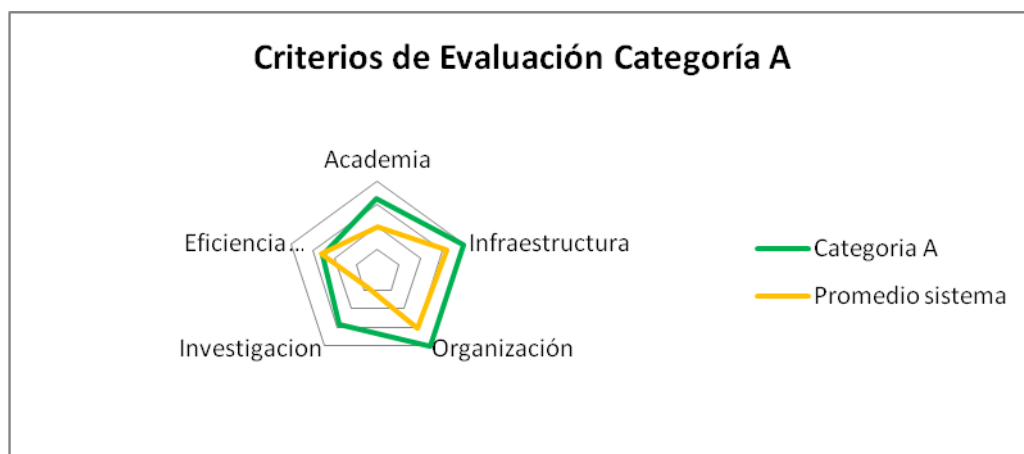 Criterios de Evaluación Categoría A
Academia
Eficiencia...
Infraestructura
Investigacion
Organización
Categoria A
Promedio sistema